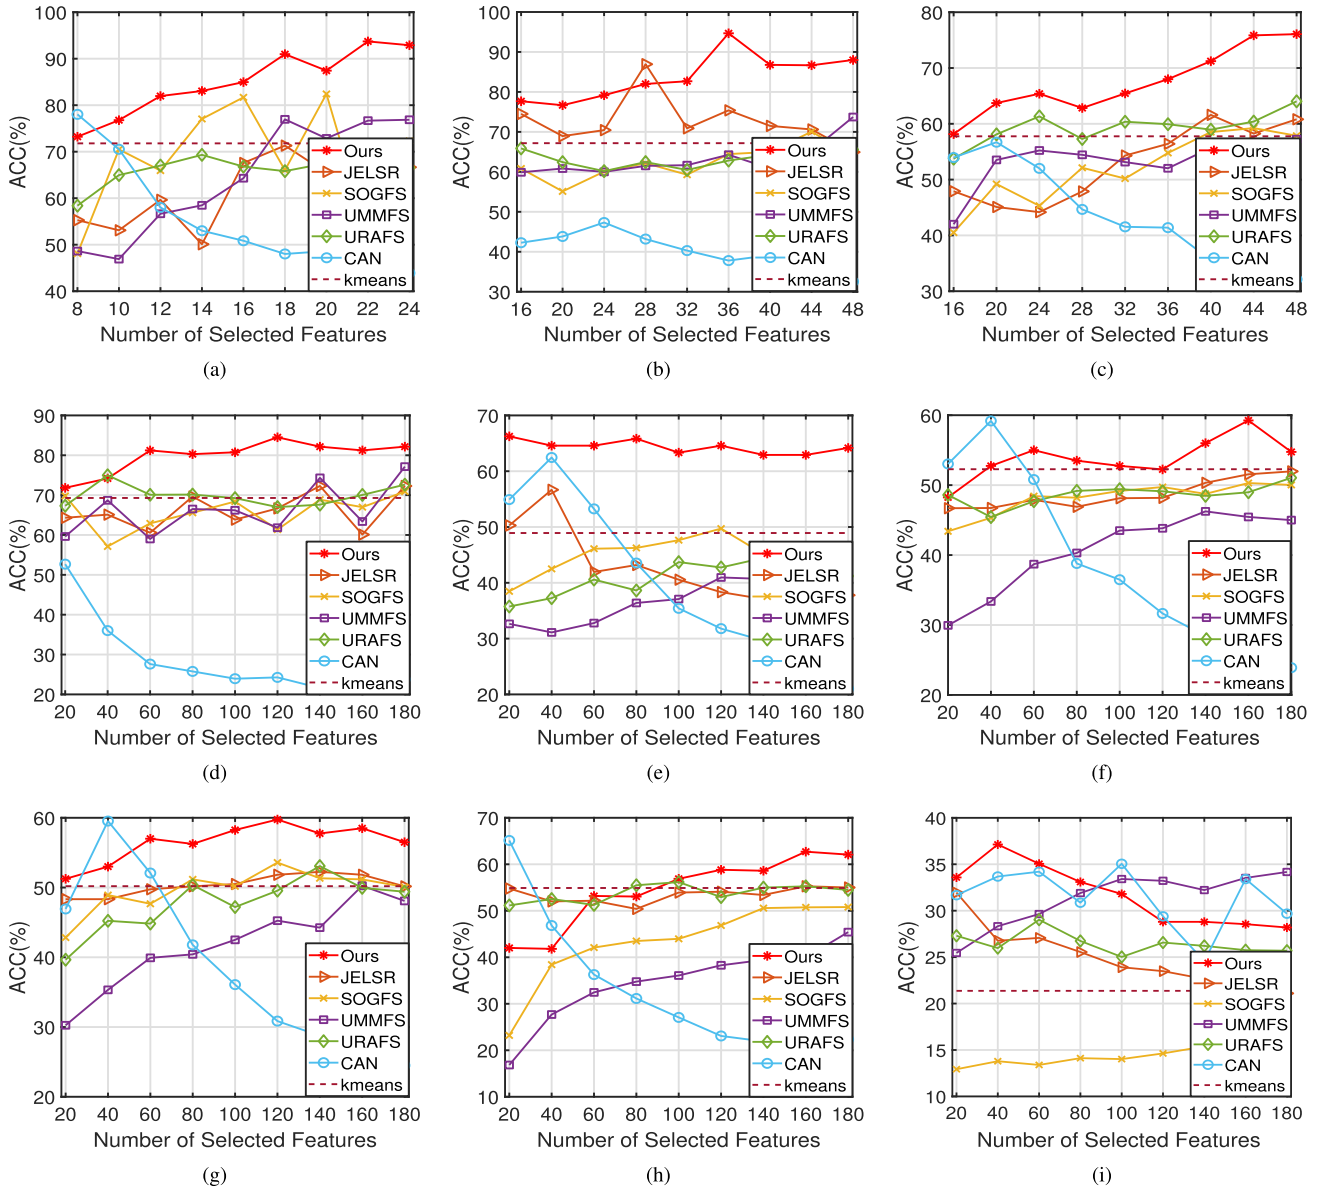 100
90
80
70
60
50
40
ACC(%)
8 10 12 14 16 18 20 22 24
Number of Selected Features
Ours
JELSR
SOGFS
UMMFS
URAFS
CAN
kmeans
(a)
100
90
80
70
60
50
40
30
ACC(%)
16 20 24 28 32 36 40 44 48
Number of Selected Features
Ours
JELSR
SOGFS
UMMFS
URAFS
CAN
kmeans
(b)
80
70
60
50
40
30
ACC(%)
16 20 24 28 32 36 40 44 48
Number of Selected Features
Ours
JELSR
SOGFS
UMMFS
URAFS
CAN
kmeans
(c)
90
80
70
60
50
40
30
20
ACC(%)
20 40 60 80 100 120 140 160 180
Number of Selected Features
Ours
JELSR
SOGFS
UMMFS
URAFS
CAN
kmeans
(d)
70
60
50
40
30
20
ACC(%)
20 40 60 80 100 120 140 160 180
Number of Selected Features
Ours
JELSR
SOGFS
UMMFS
URAFS
CAN
kmeans
(e)
60
50
40
30
20
ACC(%)
20 40 60 80 100 120 140 160 180
Number of Selected Features
Ours
JELSR
SOGFS
UMMFS
URAFS
CAN
kmeans
(f)
60
50
40
30
20
ACC(%)
20 40 60 80 100 120 140 160 180
Number of Selected Features
Ours
JELSR
SOGFS
UMMFS
URAFS
CAN
kmeans
(g)
70
60
50
40
30
20
10
ACC(%)
20 40 60 80 100 120 140 160 180
Number of Selected Features
Ours
JELSR
SOGFS
UMMFS
URAFS
CAN
kmeans
(h)
40
35
30
25
20
15
10
ACC(%)
20 40 60 80 100 120 140 160 180
Number of Selected Features
Ours
JELSR
SOGFS
UMMFS
URAFS
CAN
kmeans
(i)